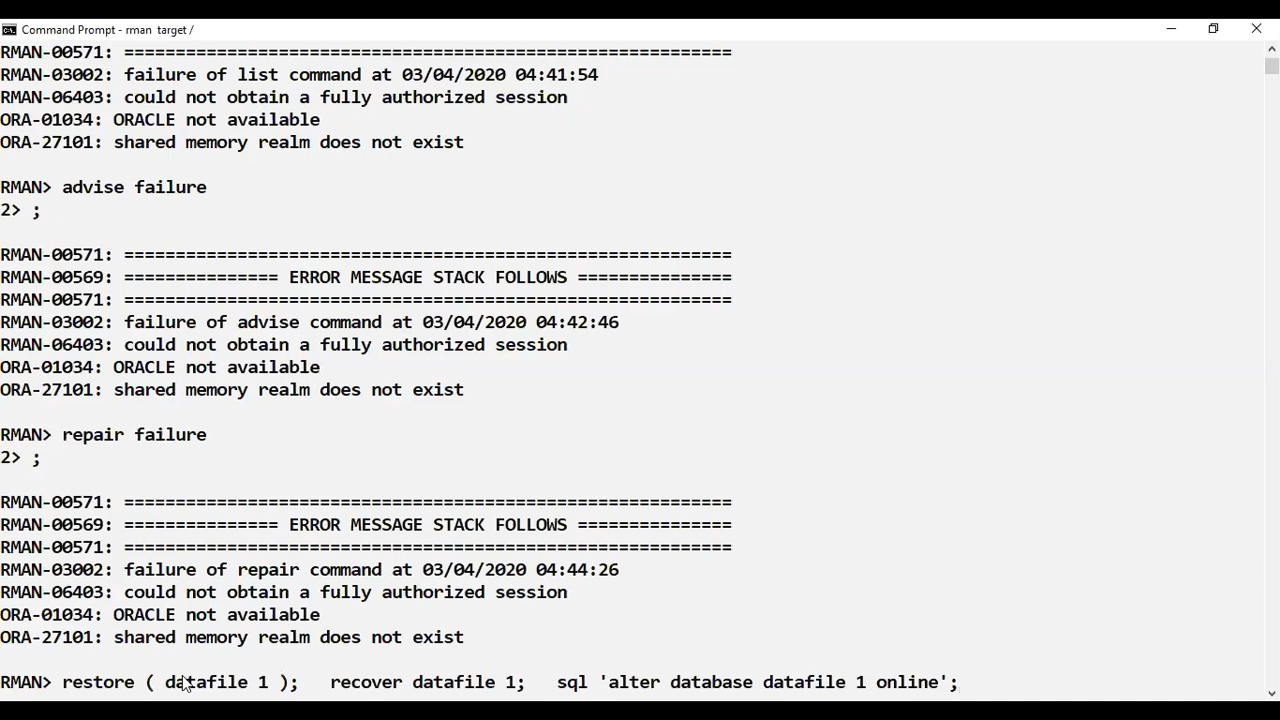 Command Prompt - rman target /
RMAN-00571: ===========================================================
RMAN-03002: failure of list command at 03/04/2020 04:41:54
RMAN-06403: could not obtain a fully authorized session
ORA-01034: ORACLE not available
ORA-27101: shared memory realm does not exist
RMAN> advise failure
2> ;
RMAN-00571: ===========================================================
RMAN-00569: =============== ERROR MESSAGE STACK FOLLOWS ===============
RMAN-00571: ===========================================================
RMAN-03002: failure of advise command at 03/04/2020 04:42:46
RMAN-06403: could not obtain a fully authorized session
ORA-01034: ORACLE not available
ORA-27101: shared memory realm does not exist
RMAN> repair failure
2> ;
RMAN-00571: ===========================================================
RMAN-00569: =============== ERROR MESSAGE STACK FOLLOWS ===============
RMAN-00571: ===========================================================
RMAN-03002: failure of repair command at 03/04/2020 04:44:26
RMAN-06403: could not obtain a fully authorized session
ORA-01034: ORACLE not available
ORA-27101: shared memory realm does not exist
RMAN> restore ( datafile 1 );   recover datafile 1;   sql 'alter database datafile 1 online';